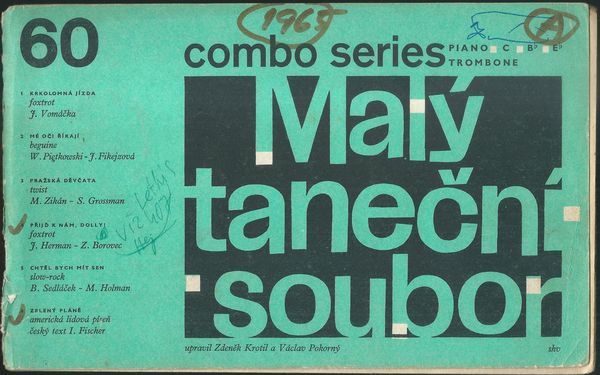 60
1965
A
combo series
PIANO C B♭ E♭
TROMBONE
1 KRKOLOMNÁ JÍZDA
foxtrot
J. Vomáčka
2 MÉ OČI ŘÍKAJÍ
beguine
W. Piętkowski - J. Fikejzová
3 PRAŽSKÁ DĚVČATA
twist
M. Zikán - S. Grossman
PŘIJĎ K NÁM, DOLLY!
foxtrot
J. Herman - Z. Borovec
5 CHTĚL BYCH MÍT SEN
slow-rock
B. Sedláček - M. Holman
ZELENÉ PLÁNĚ
americká lidová píseň
český text I. Fischer
Malý
taneční
soubor
upravil Zdeněk Krotil a Václav Pokorný
shv